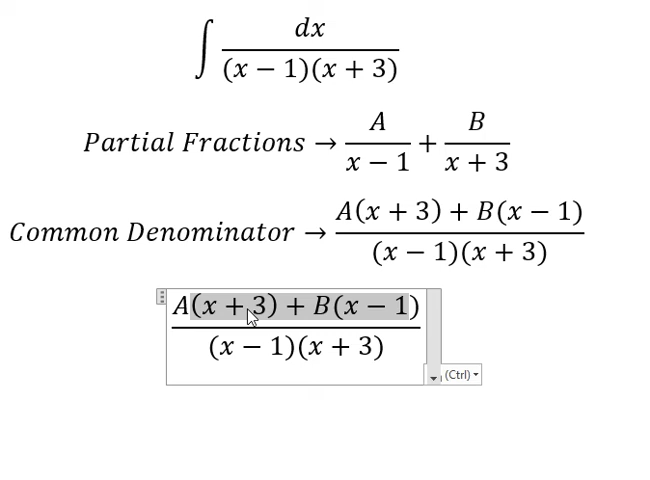 ∫ dx / (x − 1)(x + 3)
Partial Fractions → A / x − 1 + B / x + 3
Common Denominator → A(x + 3) + B(x − 1) / (x − 1)(x + 3)
A(x + 3) + B(x − 1) / (x − 1)(x + 3)
(Ctrl)